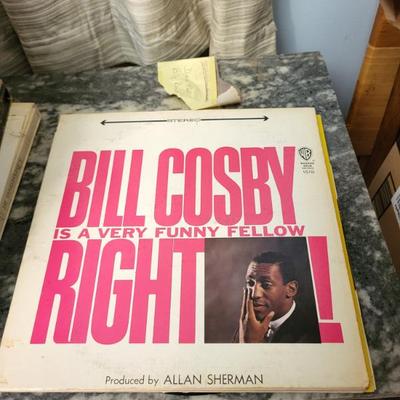 STEREO
BILL COSBY
IS A VERY FUNNY FELLOW
RIGHT!
Produced by ALLAN SHERMAN